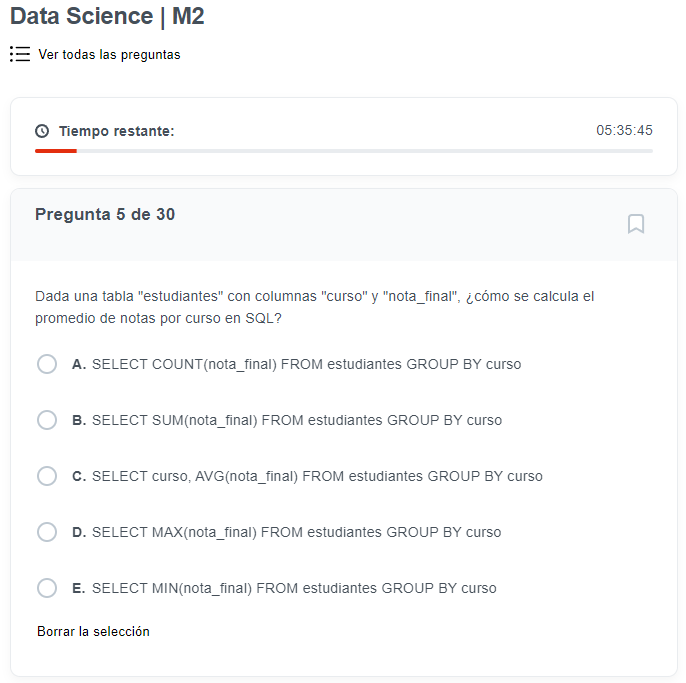 Data Science | M2
Ver todas las preguntas
Tiempo restante: 05:35:45
Pregunta 5 de 30
Dada una tabla "estudiantes" con columnas "curso" y "nota_final", ¿cómo se calcula el
promedio de notas por curso en SQL?
A. SELECT COUNT(nota_final) FROM estudiantes GROUP BY curso
B. SELECT SUM(nota_final) FROM estudiantes GROUP BY curso
C. SELECT curso, AVG(nota_final) FROM estudiantes GROUP BY curso
D. SELECT MAX(nota_final) FROM estudiantes GROUP BY curso
E. SELECT MIN(nota_final) FROM estudiantes GROUP BY curso
Borrar la selección